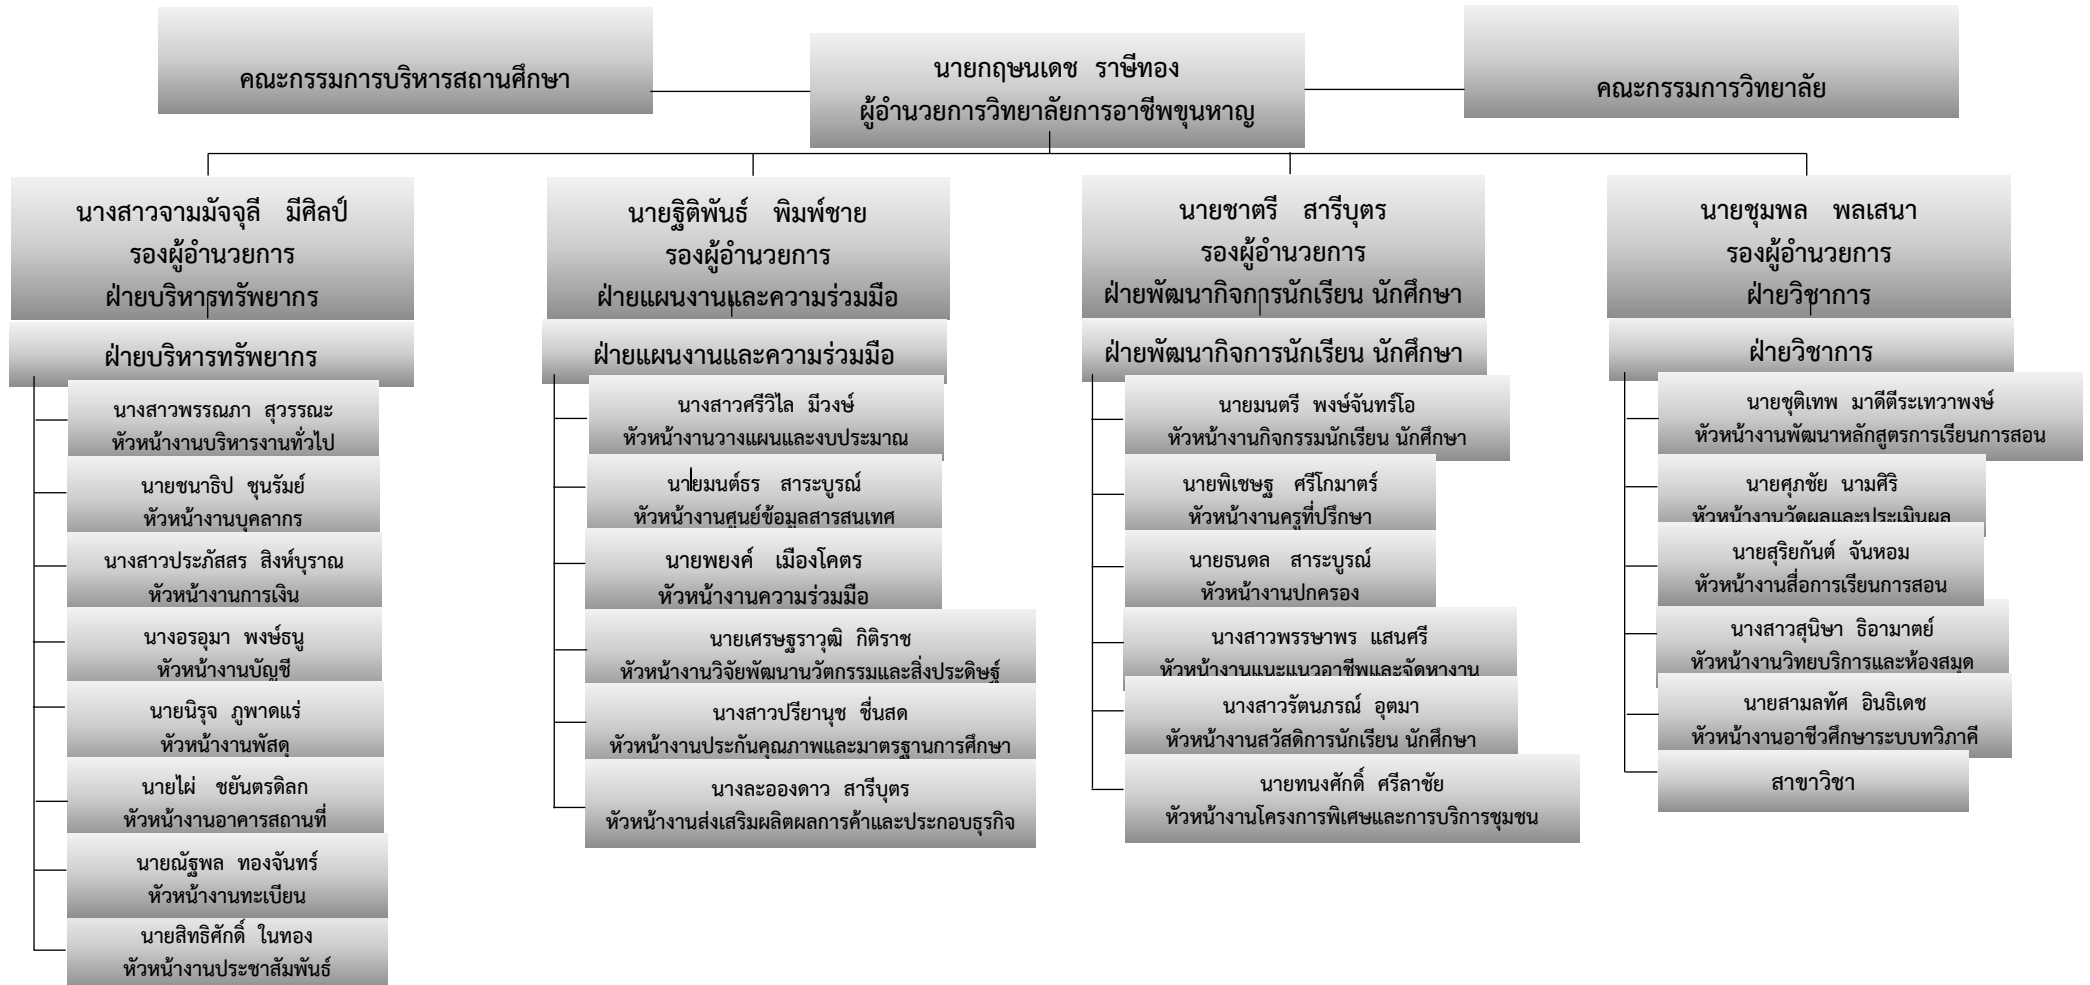 คณะกรรมการบริหารสถานศึกษา
นายกฤษนเดช ราษีทอง
ผู้อำนวยการวิทยาลัยการอาชีพขุนหาญ
คณะกรรมการวิทยาลัย
นางสาวจามมัจจุลี มีศิลป์
รองผู้อำนวยการ
ฝ่ายบริหารทรัพยากร
ฝ่ายบริหารทรัพยากร
นางสาวพรรณภา สุวรรณะ
หัวหน้างานบริหารงานทั่วไป
นายชนาธิป ชุนรัมย์
หัวหน้างานบุคลากร
นางสาวประภัสสร สิงห์บุราณ
หัวหน้างานการเงิน
นางอรอุมา พงษ์ธนู
หัวหน้างานบัญชี
นายนิรุจ ภูพาดแร่
หัวหน้างานพัสดุ
นายไผ่ ชยันตรดิลก
หัวหน้างานอาคารสถานที่
นายณัฐพล ทองจันทร์
หัวหน้างานทะเบียน
นายสิทธิศักดิ์ ในทอง
หัวหน้างานประชาสัมพันธ์
นายฐิติพันธ์ พิมพ์ชาย
รองผู้อำนวยการ
ฝ่ายแผนงานและความร่วมมือ
ฝ่ายแผนงานและความร่วมมือ
นางสาวศรีวิไล มีวงษ์
หัวหน้างานวางแผนและงบประมาณ
นายมนต์ธร สาระบูรณ์
หัวหน้างานศูนย์ข้อมูลสารสนเทศ
นายพยงค์ เมืองโคตร
หัวหน้างานความร่วมมือ
นายเศรษฐราวุฒิ กิติราช
หัวหน้างานวิจัยพัฒนานวัตกรรมและสิ่งประดิษฐ์
นางสาวปรียานุช ชื่นสด
หัวหน้างานประกันคุณภาพและมาตรฐานการศึกษา
นางละอองดาว สารีบุตร
หัวหน้างานส่งเสริมผลิตผลการค้าและประกอบธุรกิจ
นายชาตรี สารีบุตร
รองผู้อำนวยการ
ฝ่ายพัฒนากิจการนักเรียน นักศึกษา
ฝ่ายพัฒนากิจการนักเรียน นักศึกษา
นายมนตรี พงษ์จันทร์โอ
หัวหน้างานกิจกรรมนักเรียน นักศึกษา
นายพิเชษฐ ศรีโกมาตร์
หัวหน้างานครูที่ปรึกษา
นายธนดล สาระบูรณ์
หัวหน้างานปกครอง
นางสาวพรรษาพร แสนศรี
หัวหน้างานแนะแนวอาชีพและจัดหางาน
นางสาวรัตนภรณ์ อุตมา
หัวหน้างานสวัสดิการนักเรียน นักศึกษา
นายทนงศักดิ์ ศรีลาชัย
หัวหน้างานโครงการพิเศษและการบริการชุมชน
นายชุมพล พลเสนา
รองผู้อำนวยการ
ฝ่ายวิชาการ
ฝ่ายวิชาการ
นายชุติเทพ มาดีตีระเทวาพงษ์
หัวหน้างานพัฒนาหลักสูตรการเรียนการสอน
นายศุภชัย นามศิริ
หัวหน้างานวัดผลและประเมินผล
นายสุริยกันต์ จันหอม
หัวหน้างานสื่อการเรียนการสอน
นางสาวสุนิษา ธิอามาตย์
หัวหน้างานวิทยบริการและห้องสมุด
นายสามลทัศ อินธิเดช
หัวหน้างานอาชีวศึกษาระบบทวิภาคี
สาขาวิชา